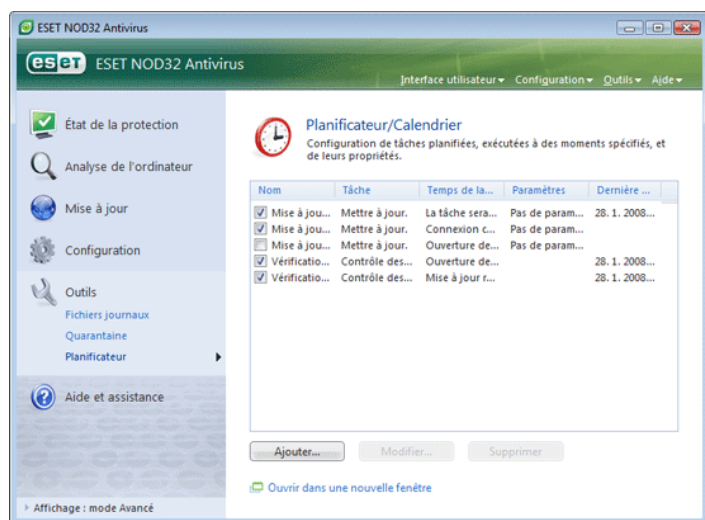 ESET NOD32 Antivirus
eset ESET NOD32 Antivirus
Interface utilisateur Configuration Outils Aide
État de la protection
Analyse de l'ordinateur
Mise à jour
Configuration
Outils
Fichiers journaux
Quarantaine
Planificateur
Aide et assistance
Affichage : mode Avancé
Planificateur/Calendrier
Configuration de tâches planifiées, exécutées à des moments spécifiés, et
de leurs propriétés.
Nom Tâche Temps de la... Paramètres Dernière ...
Mise à jou... Mettre à jour. La tâche sera... Pas de param... 28. 1. 2008...
Mise à jou... Mettre à jour. Connexion c... Pas de param... 28. 1. 2008...
Mise à jou... Mettre à jour. Ouverture de... Pas de param...
Vérificatio... Contrôle des... Ouverture de... 28. 1. 2008...
Vérificatio... Contrôle des... Mise à jour r... 28. 1. 2008...
Ajouter... Modifier... Supprimer
Ouvrir dans une nouvelle fenêtre